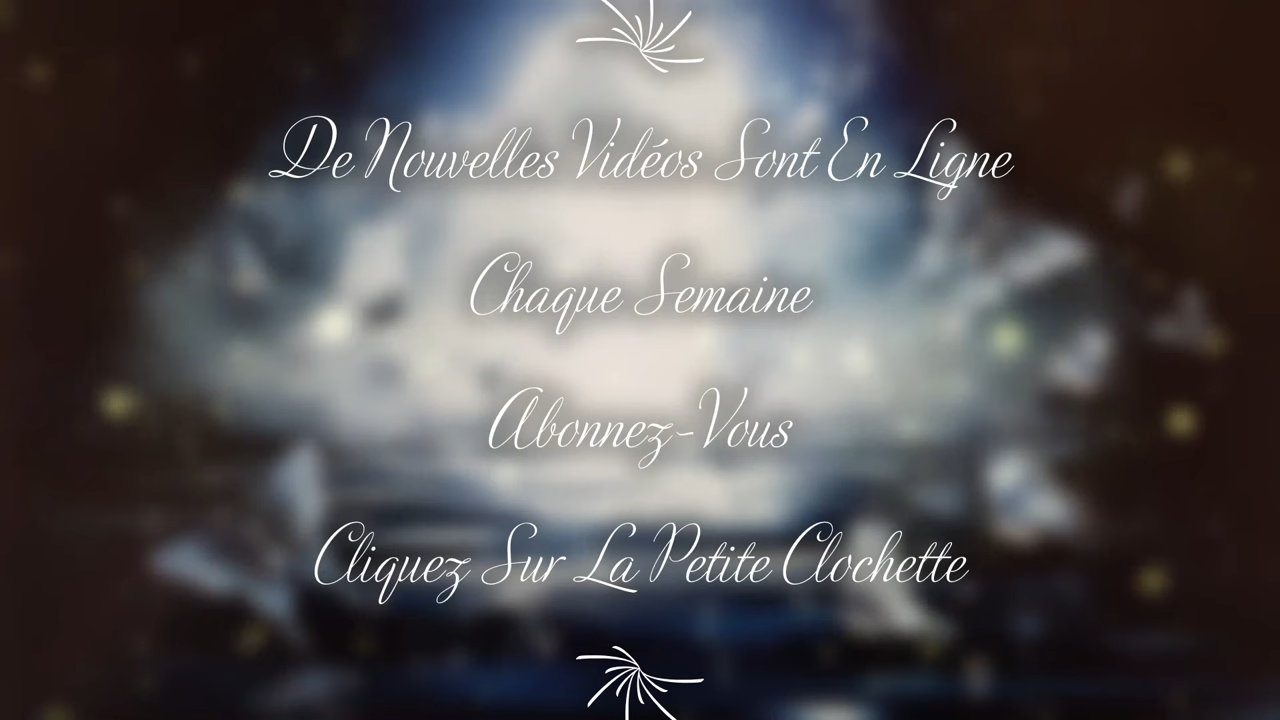 De Nouvelles Vidéos Sont En Ligne
Chaque Semaine
Abonnez-Vous
Cliquez Sur La Petite Clochette